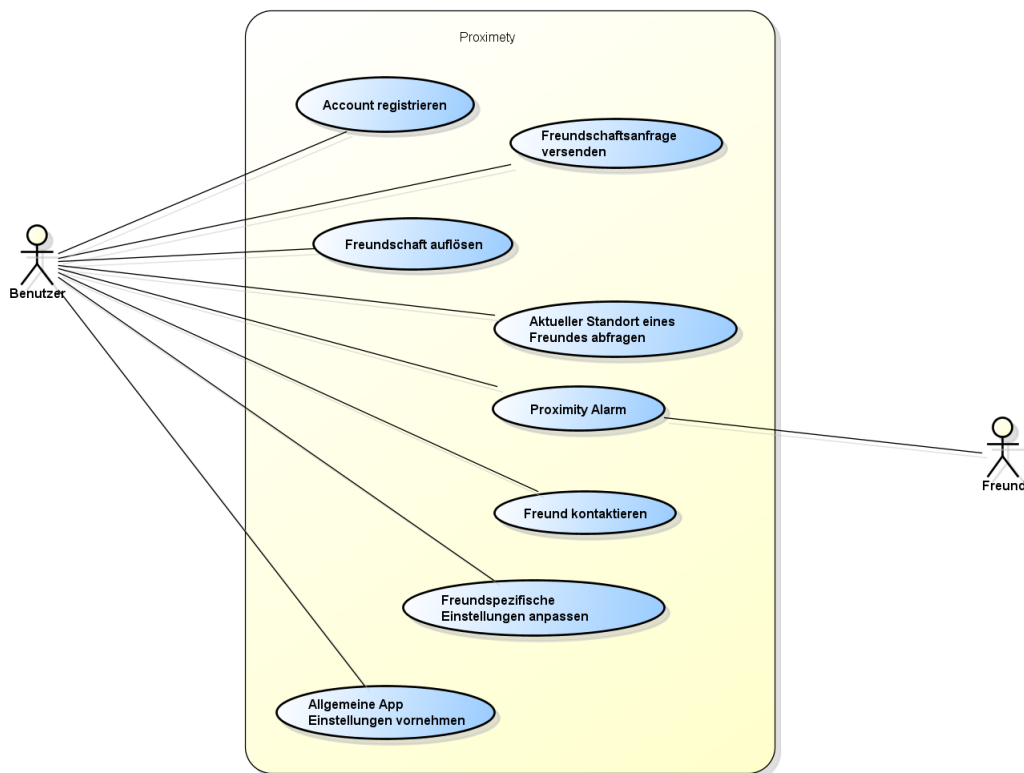 Proximety
Account registrieren
Freundschaftsanfrage
versenden
Freundschaft auflösen
Benutzer
Aktueller Standort eines
Freundes abfragen
Proximity Alarm
Freund
Freund kontaktieren
Freundspezifische
Einstellungen anpassen
Allgemeine App
Einstellungen vornehmen